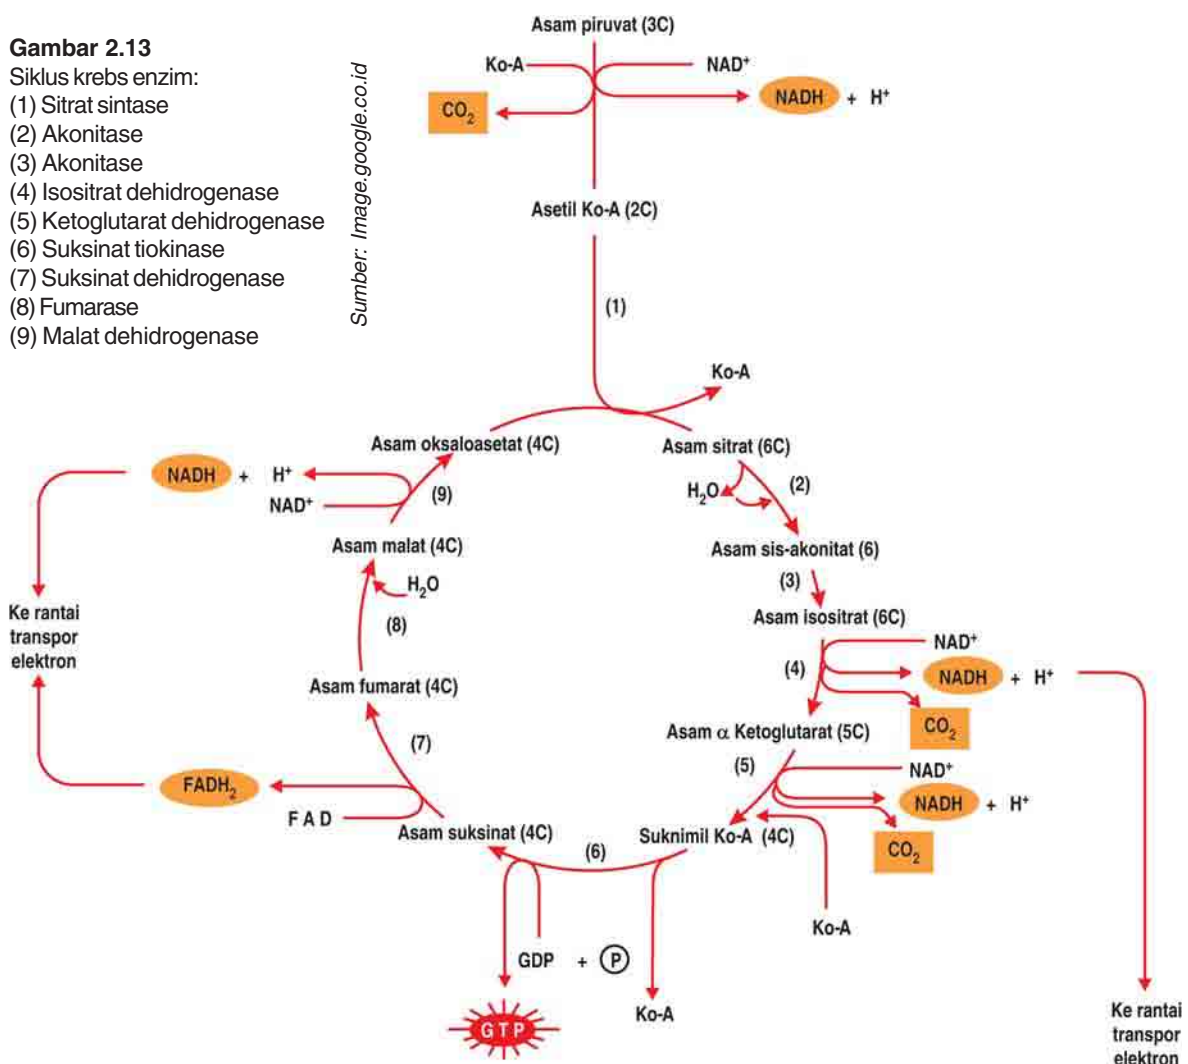 Gambar 2.13
Siklus krebs enzim:
(1) Sitrat sintase
(2) Akonitase
(3) Akonitase
(4) Isositrat dehidrogenase
(5) Ketoglutarat dehidrogenase
(6) Suksinat tiokinase
(7) Suksinat dehidrogenase
(8) Fumarase
(9) Malat dehidrogenase
Sumber: Image.google.co.id
Asam piruvat (3C)
Ko-A
NAD⁺
CO₂
NADH + H⁺
Asetil Ko-A (2C)
(1)
Ko-A
Asam oksaloasetat (4C)
Asam sitrat (6C)
NADH + H⁺
NAD⁺
(9)
H₂O
(2)
Asam malat (4C)
Asam sis-akonitat (6)
(3)
H₂O
Ke rantai
transpor
elektron
(8)
Asam isositrat (6C)
NAD⁺
(4)
NADH + H⁺
Asam fumarat (4C)
CO₂
Asam α Ketoglutarat (5C)
(7)
(5)
NAD⁺
FADH₂
NADH + H⁺
F A D
Asam suksinat (4C)
Suknimil Ko-A (4C)
CO₂
(6)
Ko-A
GDP + P
Ko-A
GTP
Ke rantai
transpor
elektron